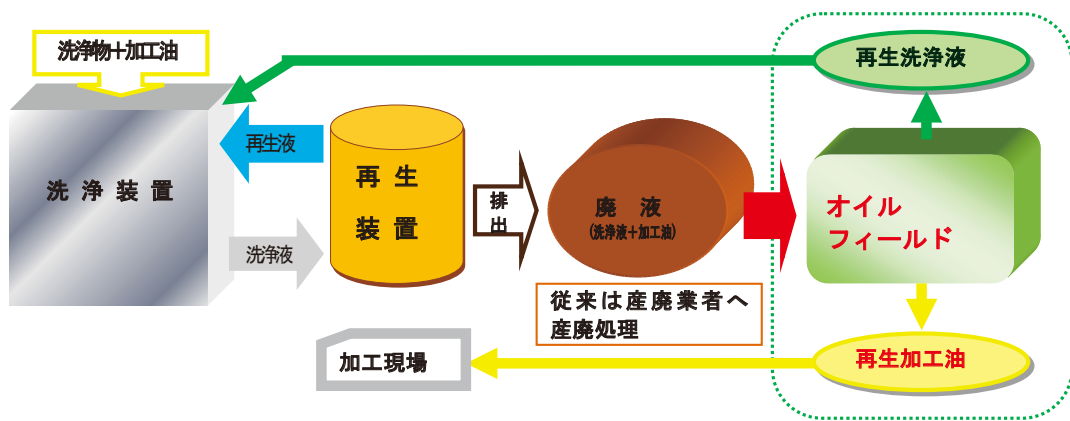 洗浄物+加工油
再生洗浄液
再生液
洗浄装置
再生
装置
排
出
廃液
(洗浄液+加工油)
オイル
フィールド
洗浄液
従来は産廃業者へ
産廃処理
加工現場
再生加工油